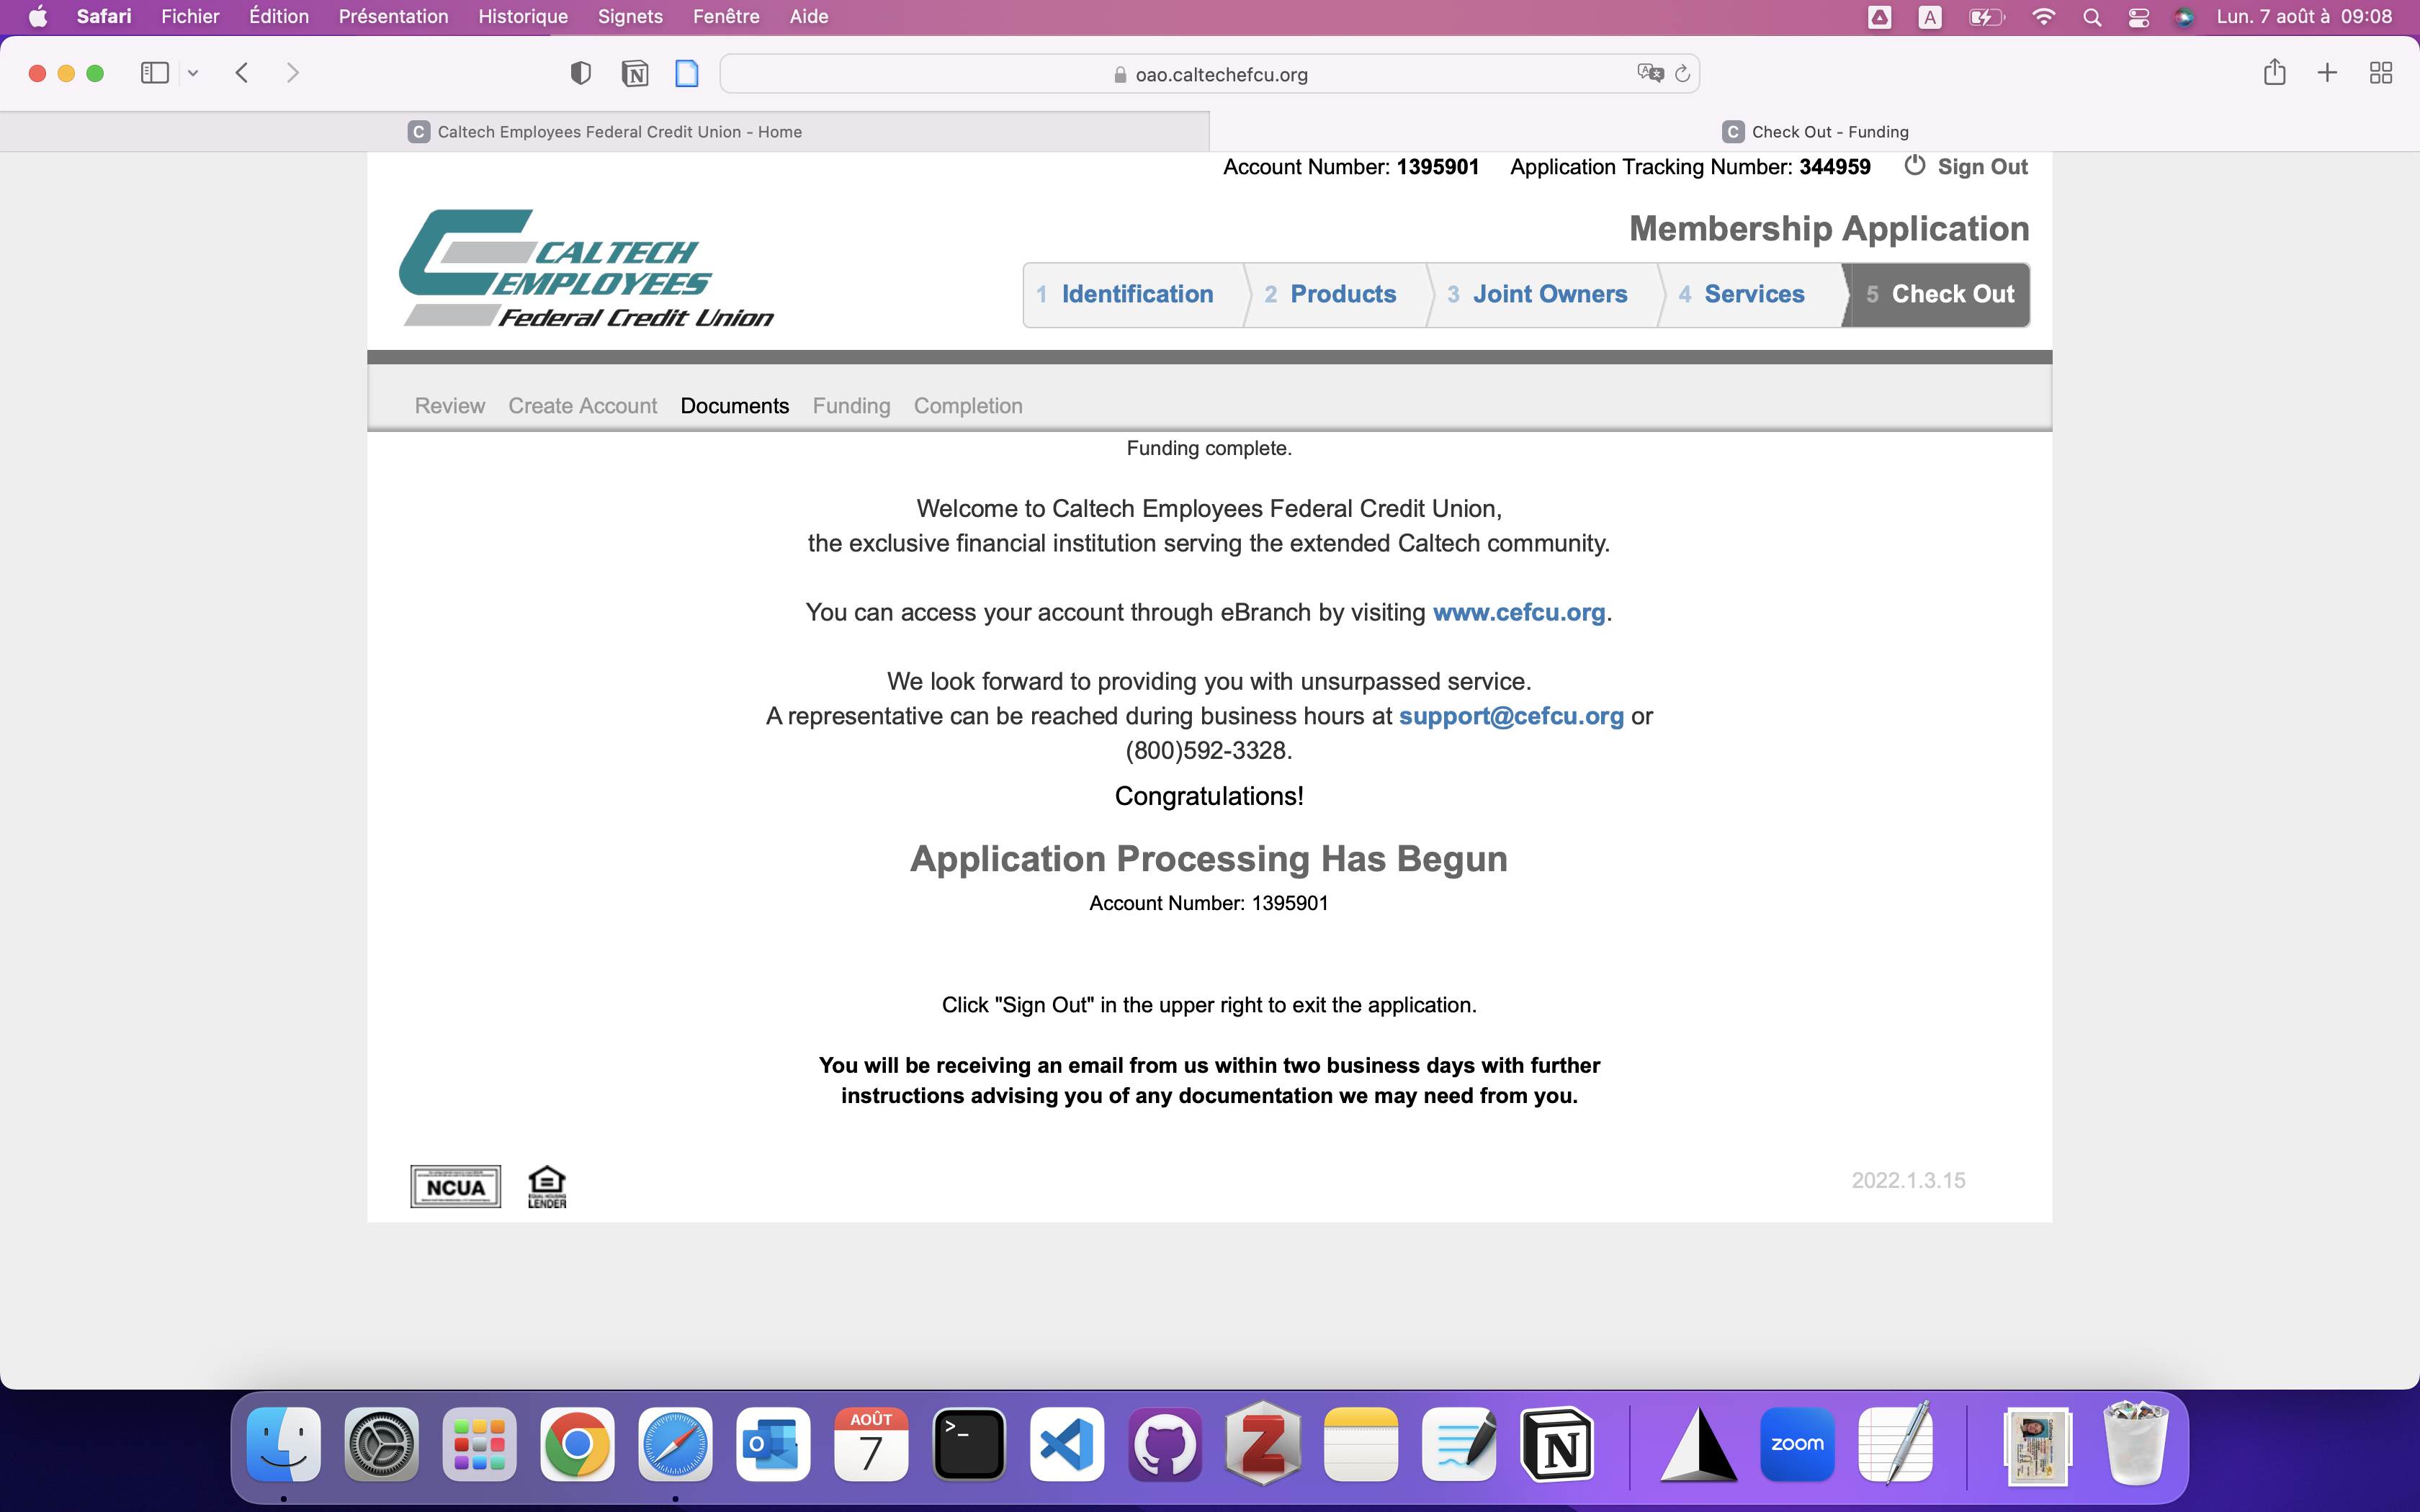 Safari Fichier Édition Présentation Historique Signets Fenêtre Aide A Lun. 7 août à 09:08
oao.caltechefcu.org
C Caltech Employees Federal Credit Union - Home C Check Out - Funding
Account Number: 1395901 Application Tracking Number: 344959 Sign Out
CALTECH
EMPLOYEES
Federal Credit Union
Membership Application
1 Identification 2 Products 3 Joint Owners 4 Services 5 Check Out
Review Create Account Documents Funding Completion
Funding complete.
Welcome to Caltech Employees Federal Credit Union,
the exclusive financial institution serving the extended Caltech community.
You can access your account through eBranch by visiting www.cefcu.org.
We look forward to providing you with unsurpassed service.
A representative can be reached during business hours at support@cefcu.org or
(800)592-3328.
Congratulations!
Application Processing Has Begun
Account Number: 1395901
Click "Sign Out" in the upper right to exit the application.
You will be receiving an email from us within two business days with further
instructions advising you of any documentation we may need from you.
NCUA
EQUAL HOUSING
LENDER
2022.1.3.15
AOÛT
7
zoom